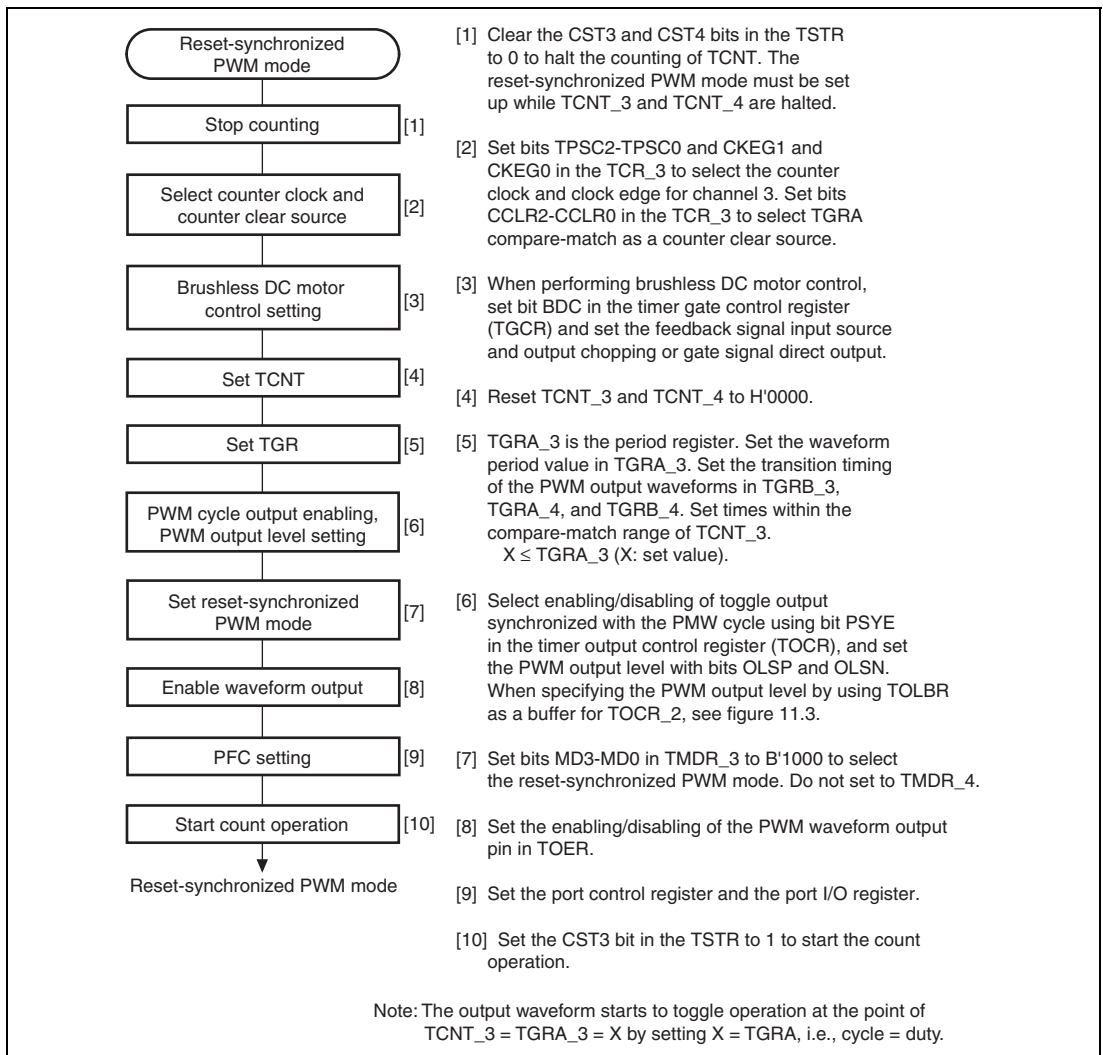 Reset-synchronized
PWM mode
Stop counting
[1]
Select counter clock and
counter clear source
[2]
Brushless DC motor
control setting
[3]
Set TCNT
[4]
Set TGR
[5]
PWM cycle output enabling,
PWM output level setting
[6]
Set reset-synchronized
PWM mode
[7]
Enable waveform output
[8]
PFC setting
[9]
Start count operation
[10]
Reset-synchronized PWM mode
[1] Clear the CST3 and CST4 bits in the TSTR
to 0 to halt the counting of TCNT. The
reset-synchronized PWM mode must be set
up while TCNT_3 and TCNT_4 are halted.
[2] Set bits TPSC2-TPSC0 and CKEG1 and
CKEG0 in the TCR_3 to select the counter
clock and clock edge for channel 3. Set bits
CCLR2-CCLR0 in the TCR_3 to select TGRA
compare-match as a counter clear source.
[3] When performing brushless DC motor control,
set bit BDC in the timer gate control register
(TGCR) and set the feedback signal input source
and output chopping or gate signal direct output.
[4] Reset TCNT_3 and TCNT_4 to H'0000.
[5] TGRA_3 is the period register. Set the waveform
period value in TGRA_3. Set the transition timing
of the PWM output waveforms in TGRB_3,
TGRA_4, and TGRB_4. Set times within the
compare-match range of TCNT_3.
X ≤ TGRA_3 (X: set value).
[6] Select enabling/disabling of toggle output
synchronized with the PMW cycle using bit PSYE
in the timer output control register (TOCR), and set
the PWM output level with bits OLSP and OLSN.
When specifying the PWM output level by using TOLBR
as a buffer for TOCR_2, see figure 11.3.
[7] Set bits MD3-MD0 in TMDR_3 to B'1000 to select
the reset-synchronized PWM mode. Do not set to TMDR_4.
[8] Set the enabling/disabling of the PWM waveform output
pin in TOER.
[9] Set the port control register and the port I/O register.
[10] Set the CST3 bit in the TSTR to 1 to start the count
operation.
Note: The output waveform starts to toggle operation at the point of
TCNT_3 = TGRA_3 = X by setting X = TGRA, i.e., cycle = duty.